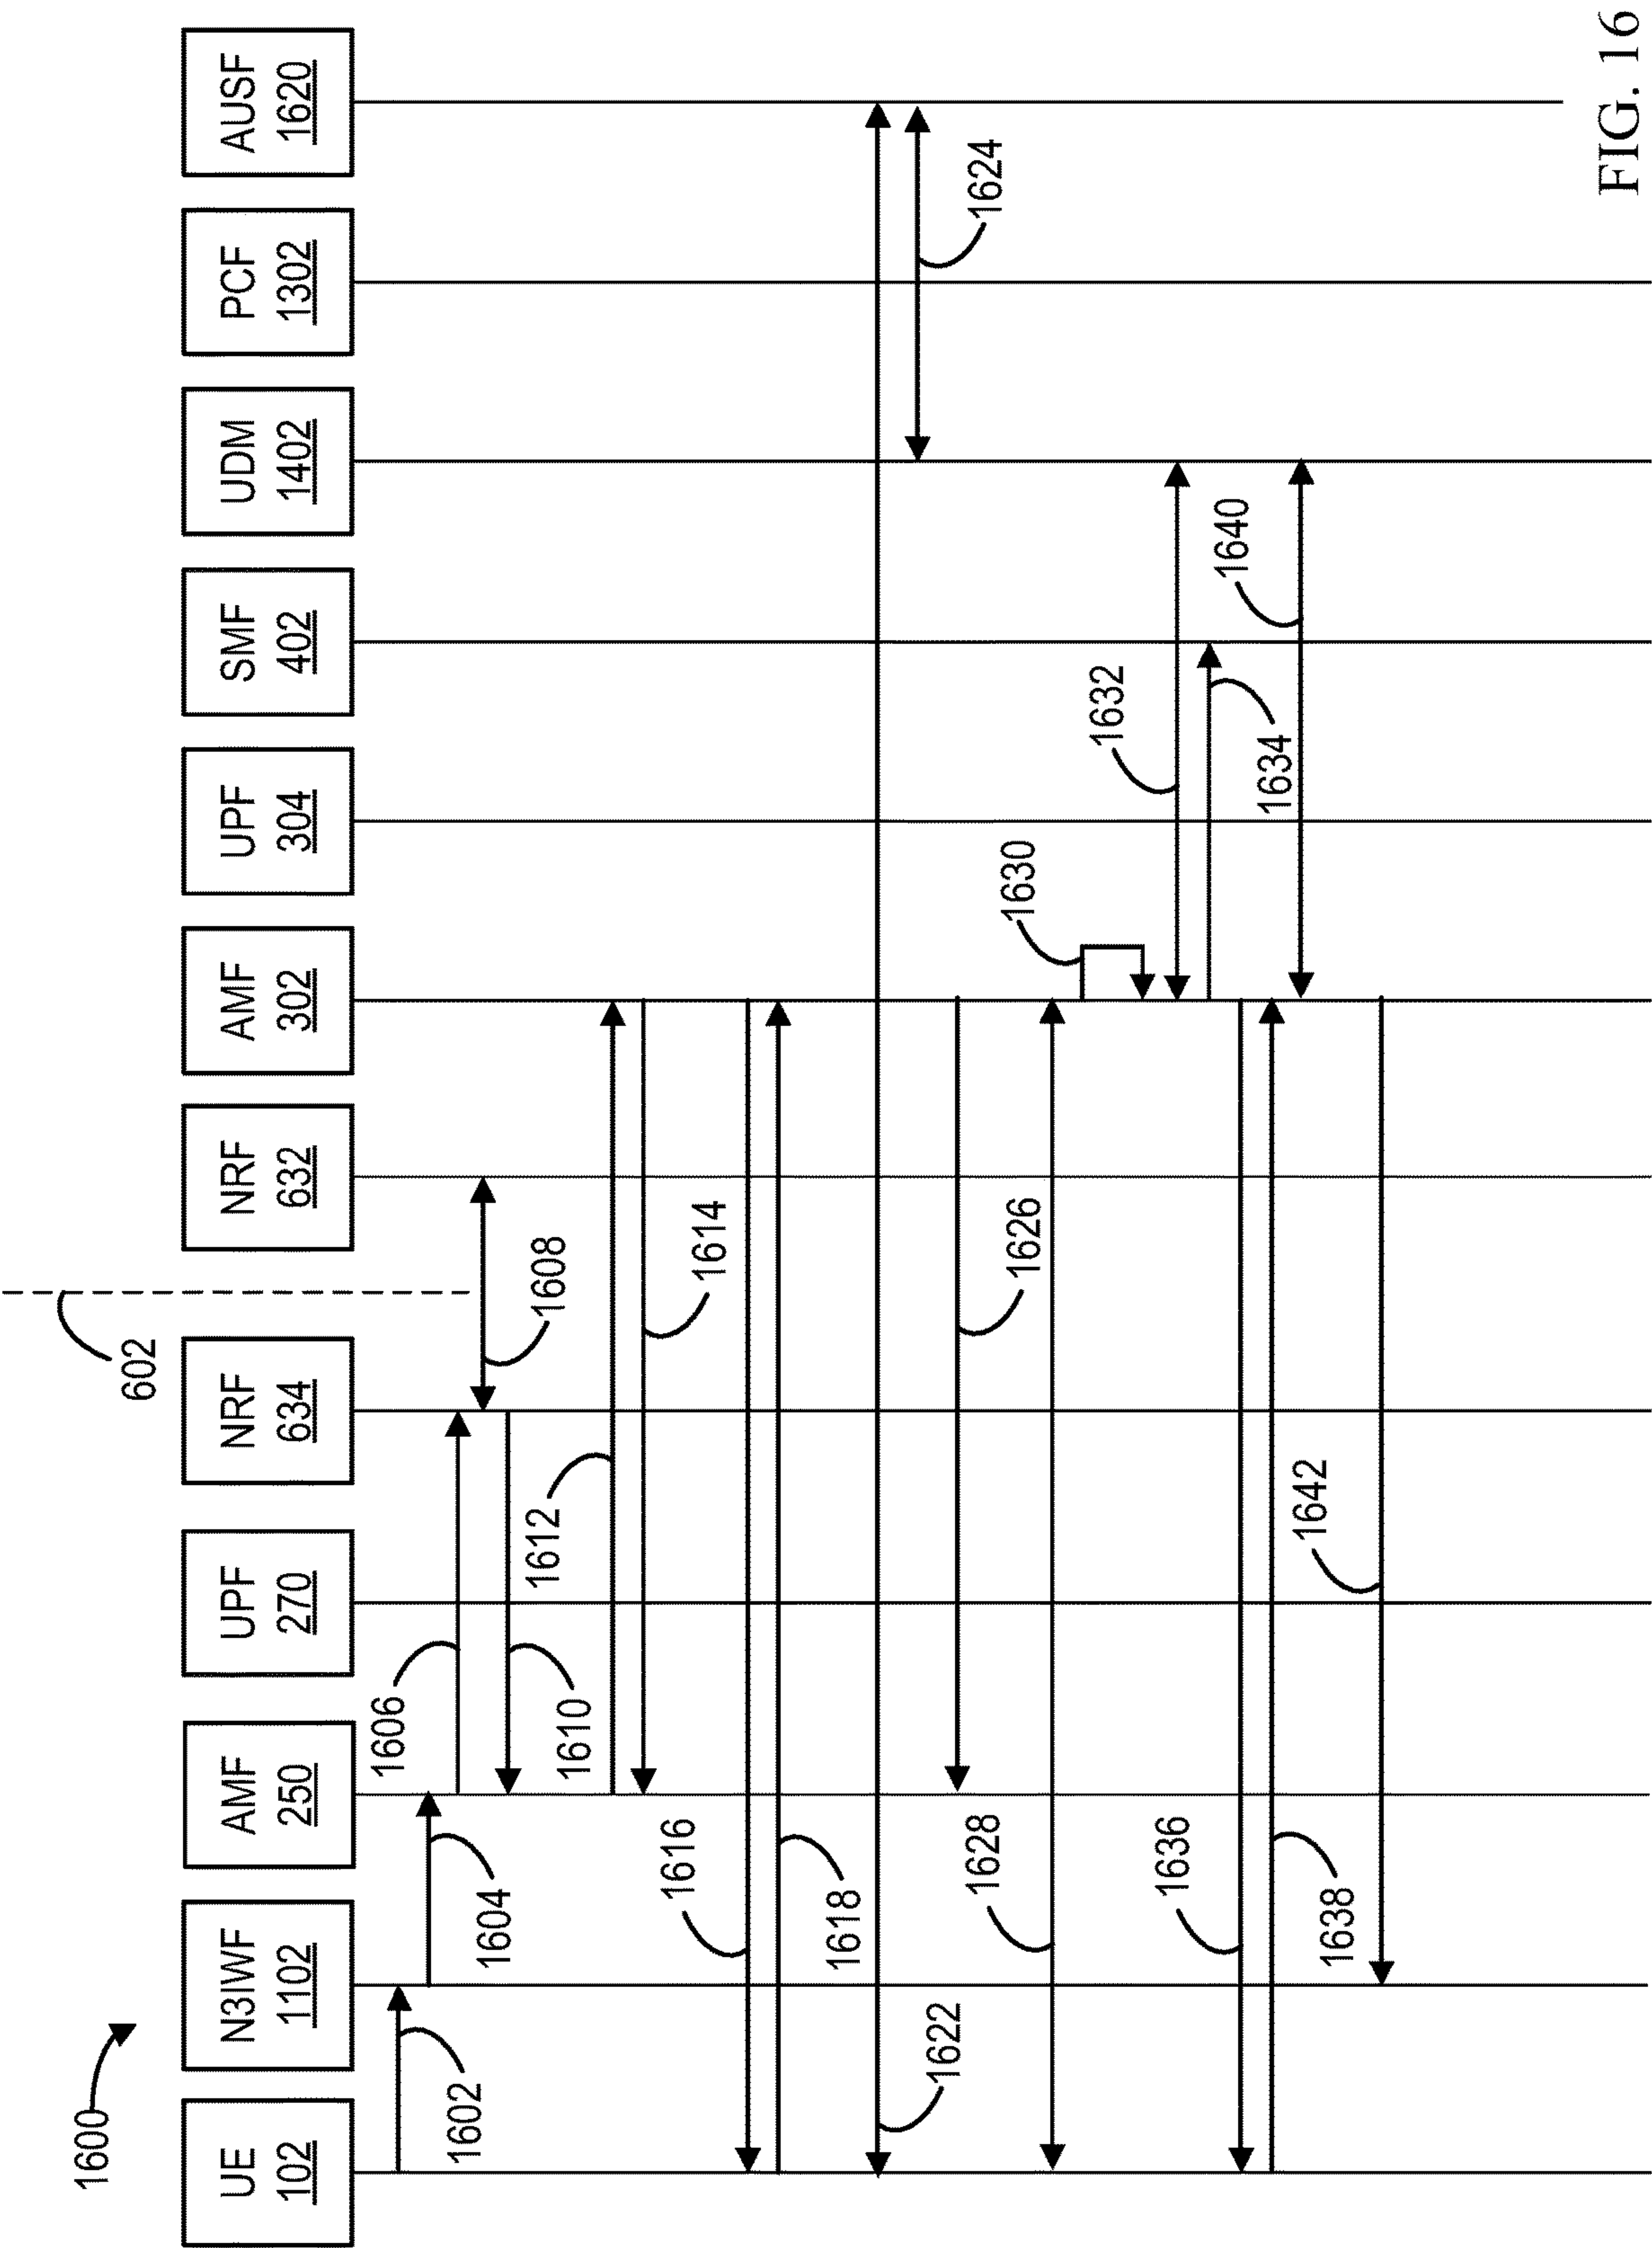 1600
602
UE
102
N3IWF
1102
AMF
250
UPF
270
NRF
634
NRF
632
AMF
302
UPF
304
SMF
402
UDM
1402
PCF
1302
AUSF
1620
1602
1604
1606
1608
1610
1612
1614
1616
1618
1622
1624
1626
1628
1630
1632
1634
1636
1638
1640
1642
FIG. 16